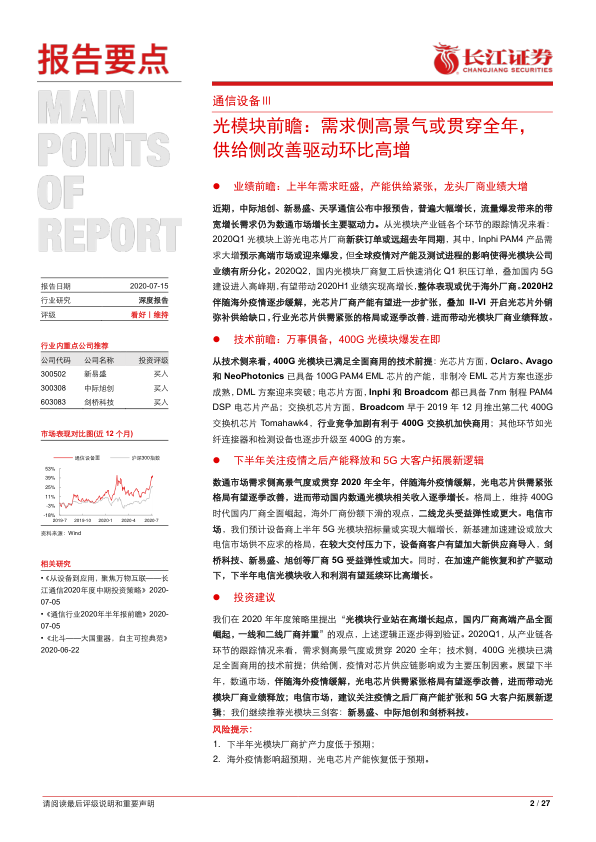 报告要点
长江证券
CHANGJIANG SECURITIES
MAIN
POINTS
OF
REPORT
报告日期 2020-07-15
行业研究 深度报告
评级 看好丨维持
行业内重点公司推荐
公司代码 公司名称 投资评级
300502 新易盛 买入
300308 中际旭创 买入
603083 剑桥科技 买入
市场表现对比图(近 12 个月)
通信设备面 沪深300指数
53%
39%
25%
11%
-3%
-18%
2019-7 2019-10 2020-1 2020-4 2020-7
资料来源：Wind
相关研究
•《从设备到应用，聚焦万物互联——长
江通信2020年度中期投资策略》2020-
07-05
•《通信行业2020年半年报前瞻》2020-
07-05
•《北斗——大国重器，自主可控典范》
2020-06-22
通信设备Ⅲ
光模块前瞻：需求侧高景气或贯穿全年，
供给侧改善驱动环比高增
● 业绩前瞻：上半年需求旺盛，产能供给紧张，龙头厂商业绩大增
近期，中际旭创、新易盛、天孚通信公布中报预告，普遍大幅增长，流量爆发带来的带
宽增长需求仍为数通市场增长主要驱动力。从光模块产业链各个环节的跟踪情况来看：
2020Q1 光模块上游光电芯片厂商新获订单或远超去年同期，其中，Inphi PAM4 产品需
求大增预示高端市场或迎来爆发，但全球疫情对产能及测试进程的影响使得光模块公司
业绩有所分化。2020Q2，国内光模块厂商复工后快速消化 Q1 积压订单，叠加国内 5G
建设进入高峰期，有望带动 2020H1 业绩实现高增长，整体表现或优于海外厂商。2020H2
伴随海外疫情逐步缓解，光芯片厂商产能有望进一步扩张，叠加 II-VI 开启光芯片外销
弥补供给缺口，行业光芯片供需紧张的格局或逐季改善，进而带动光模块厂商业绩释放。
● 技术前瞻：万事俱备，400G 光模块爆发在即
从技术侧来看，400G 光模块已满足全面商用的技术前提：光芯片方面，Oclaro、Avago
和 NeoPhotonics 已具备 100G PAM4 EML 芯片的产能，非制冷 EML 芯片方案也逐步
成熟，DML 方案迎来突破；电芯片方面，Inphi 和 Broadcom 都已具备 7nm 制程 PAM4
DSP 电芯片产品；交换机芯片方面，Broadcom 早于 2019 年 12 月推出第二代 400G
交换机芯片 Tomahawk4，行业竞争加剧有利于 400G 交换机加快商用；其他环节如光
纤连接器和检测设备也逐步升级至 400G 的方案。
● 下半年关注疫情之后产能释放和 5G 大客户拓展新逻辑
数通市场需求侧高景气度或贯穿 2020 年全年，伴随海外疫情缓解，光电芯片供需紧张
格局有望逐季改善，进而带动国内数通光模块相关收入逐季增长。格局上，维持 400G
时代国内厂商全面崛起，海外厂商份额下滑的观点，二线龙头受益弹性或更大。电信市
场，我们预计设备商上半年 5G 光模块招标量或实现大幅增长，新基建加速建设或放大
电信市场供不应求的格局，在较大交付压力下，设备商客户有望加大新供应商导入，剑
桥科技、新易盛、旭创等厂商 5G 受益弹性或大。同时，在加速产能恢复和扩产驱动
下，下半年电信光模块收入和利润有望延续环比高增长。
● 投资建议
我们在 2020 年年度策略里提出“光模块行业站在高增长起点，国内厂商高端产品全面
崛起，一线和二线厂商并重”的观点，上述逻辑正逐步得到验证。2020Q1，从产业链各
环节的跟踪情况来看，需求侧高景气度或贯穿 2020 全年；技术侧，400G 光模块已满
足全面商用的技术前提；供给侧，疫情对芯片供应链影响或为主要压制因素。展望下半
年，数通市场，伴随海外疫情缓解，光电芯片供需紧张格局有望逐季改善，进而带动光
模块厂商业绩释放；电信市场，建议关注疫情之后厂商产能扩张和 5G 大客户拓展新逻
辑；我们继续推荐光模块三剑客：新易盛、中际旭创和剑桥科技。
风险提示：
1. 下半年光模块厂商扩产力度低于预期；
2. 海外疫情影响超预期，光电芯片产能恢复低于预期。
请阅读最后评级说明和重要声明 2 / 27